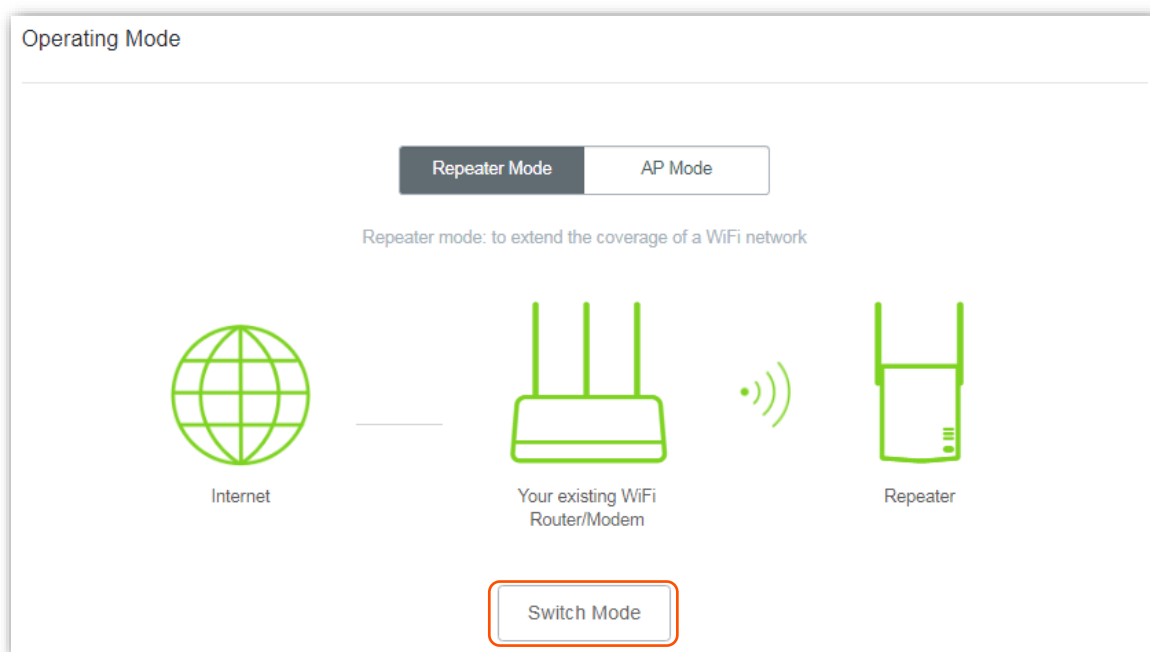 Operating Mode
Repeater Mode
AP Mode
Repeater mode: to extend the coverage of a WiFi network
Internet
Your existing WiFi
Router/Modem
Repeater
Switch Mode